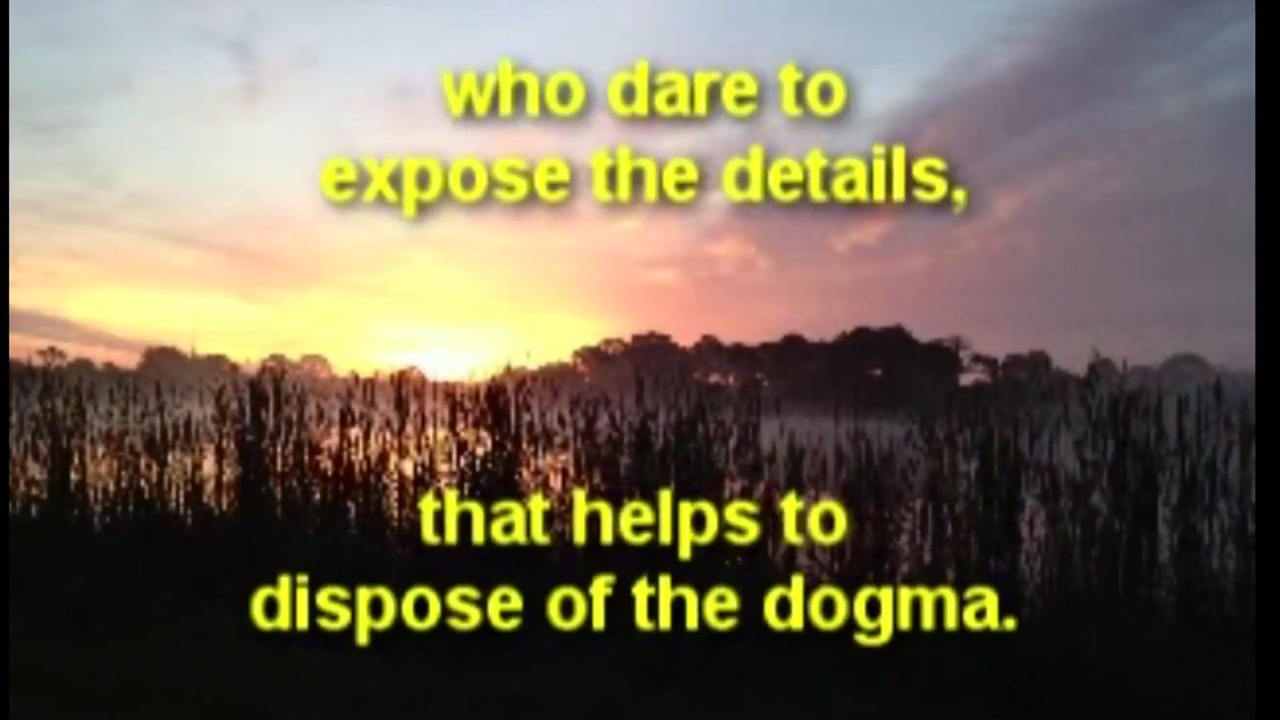 who dare to
expose the details,
that helps to
dispose of the dogma.